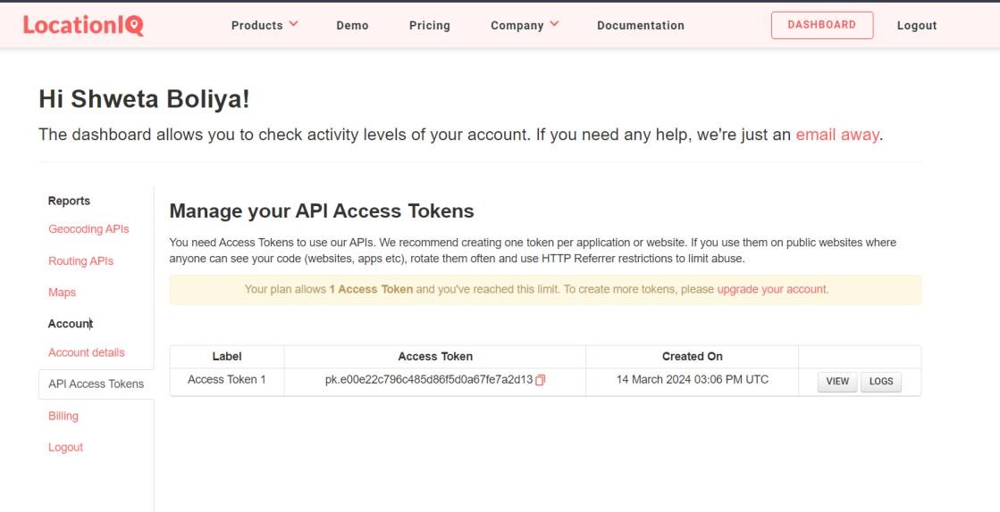 LocationIQ Products Demo Pricing Company Documentation DASHBOARD Logout
Hi Shweta Boliya!
The dashboard allows you to check activity levels of your account. If you need any help, we're just an email away.
Reports
Geocoding APIs
Routing APIs
Maps
Account
Account details
API Access Tokens
Billing
Logout
Manage your API Access Tokens
You need Access Tokens to use our APIs. We recommend creating one token per application or website. If you use them on public websites where
anyone can see your code (websites, apps etc), rotate them often and use HTTP Referrer restrictions to limit abuse.
Your plan allows 1 Access Token and you've reached this limit. To create more tokens, please upgrade your account.
Label Access Token Created On
Access Token 1 pk.e00e22c796c485d86f5d0a67fe7a2d13 14 March 2024 03:06 PM UTC VIEW LOGS